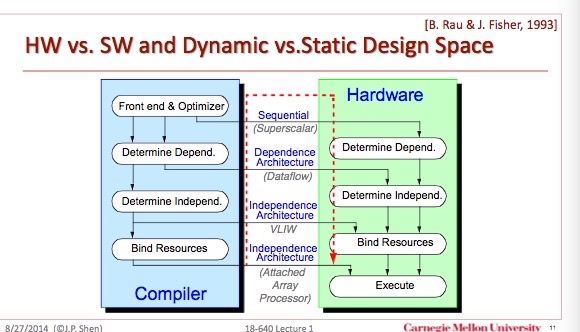 [B. Rau & J. Fisher, 1993]
HW vs. SW and Dynamic vs.Static Design Space
Hardware
Front end & Optimizer
Sequential
(Superscalar)
Determine Depend.
Dependence
Architecture
(Dataflow)
Determine Depend.
Determine Independ.
Independence
Architecture
VLIW
Determine Independ.
Bind Resources
Independence
Architecture
(Attached
Array
Processor)
Bind Resources
Execute
Compiler
8/27/2014 (©J.P. Shen)
18-640 Lecture 1
Carnegie Mellon University 11